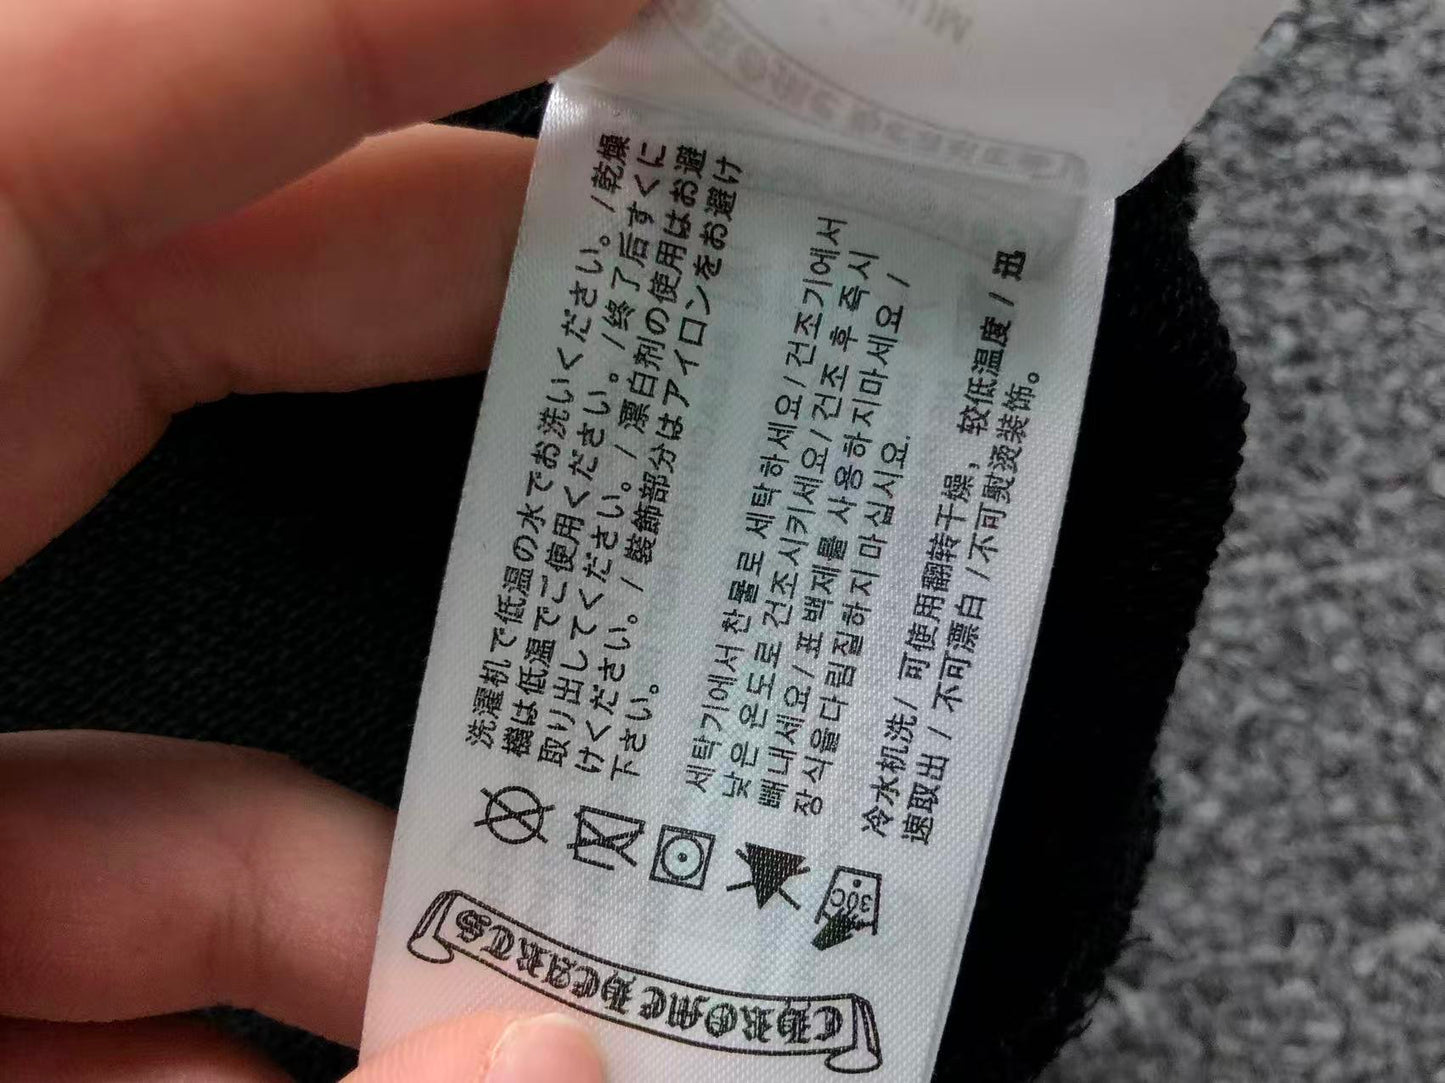 洗濯机で低温の水でお洗いください。/乾燥
機は低温でご使用ください。/终了后すぐに
取り出してください。/漂白剤の使用はお避
けください。/装飾部分はアイロンをお避け
下さい。
세탁기에서 찬물로 세탁하세요/건조기에서
낮은 온도로 건조시키세요/건조 후 즉시
빼내세요/표백제를 사용하지마세요/
장식을다림질하지 마십시요.
冷水机洗/可使用翻转干燥，较低温度/迅
速取出/不可漂白/不可熨烫装饰。
30C
CHROME HEARTS